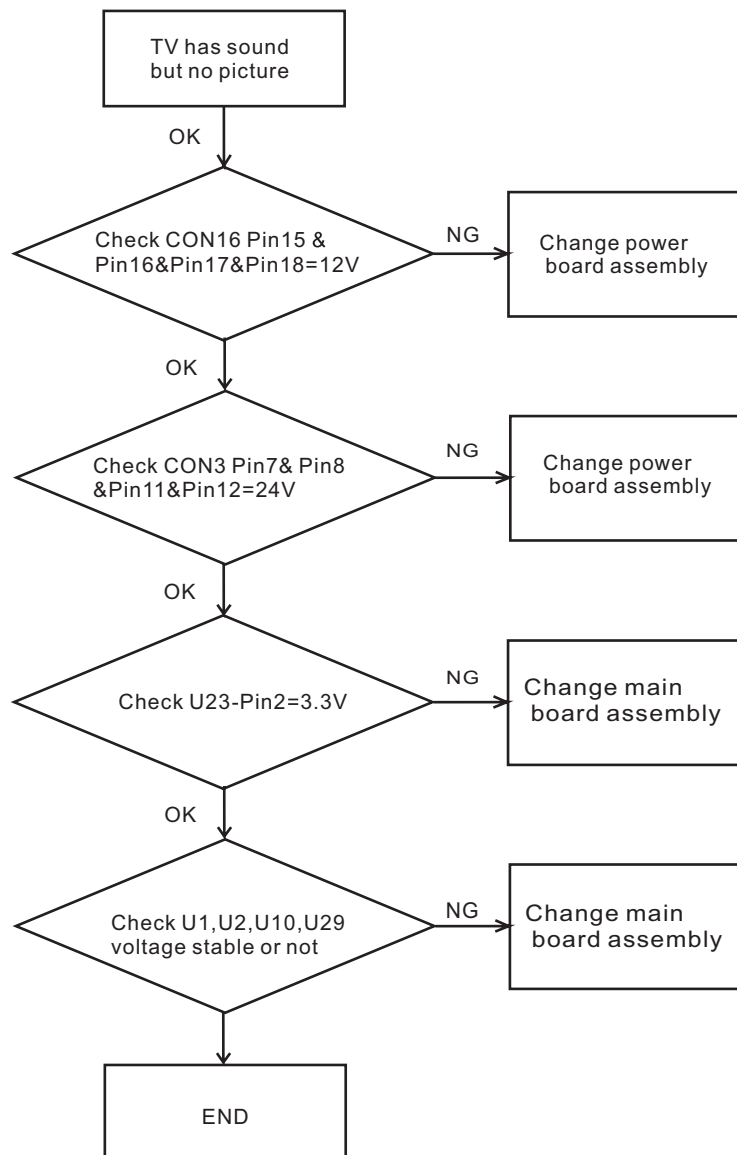 TV has sound
but no picture
OK
Check CON16 Pin15 &
Pin16&Pin17&Pin18=12V
NG
Change power
board assembly
OK
Check CON3 Pin7& Pin8
&Pin11&Pin12=24V
NG
Change power
board assembly
OK
Check U23-Pin2=3.3V
NG
Change main
board assembly
OK
Check U1,U2,U10,U29
voltage stable or not
NG
Change main
board assembly
END